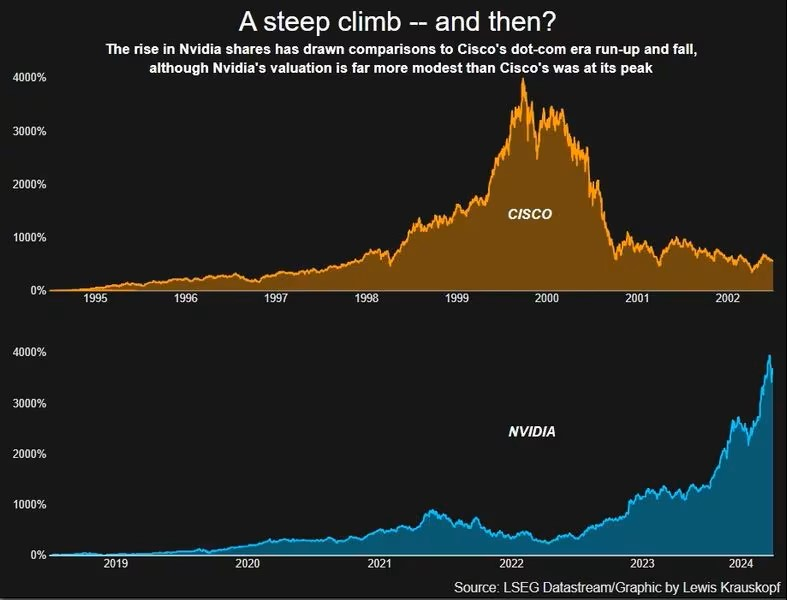 A steep climb -- and then?
The rise in Nvidia shares has drawn comparisons to Cisco's dot-com era run-up and fall,
although Nvidia's valuation is far more modest than Cisco's was at its peak
4000%
3000%
2000%
1000%
0%
CISCO
1995 1996 1997 1998 1999 2000 2001 2002
4000%
3000%
2000%
1000%
0%
NVIDIA
2019 2020 2021 2022 2023 2024
Source: LSEG Datastream/Graphic by Lewis Krauskopf